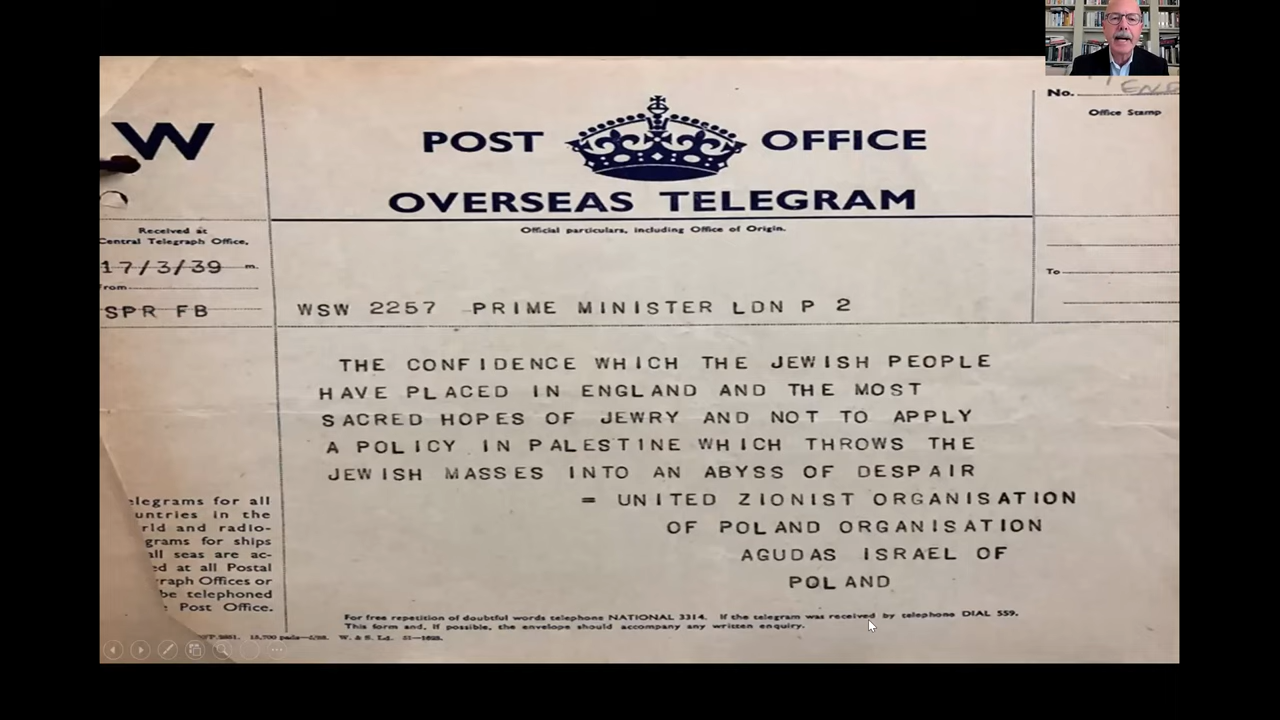 W
POST OFFICE
OVERSEAS TELEGRAM
No.
Office Stamp
Official particulars, including Office of Origin.
Received at
Central Telegraph Office,
17/3/39 m.
From
SPR FB
To
WSW 2257 PRIME MINISTER LDN P 2
THE CONFIDENCE WHICH THE JEWISH PEOPLE
HAVE PLACED IN ENGLAND AND THE MOST
SACRED HOPES OF JEWRY AND NOT TO APPLY
A POLICY IN PALESTINE WHICH THROWS THE
JEWISH MASSES INTO AN ABYSS OF DESPAIR
= UNITED ZIONIST ORGANISATION
OF POLAND ORGANISATION
AGUDAS ISRAEL OF
POLAND
elegrams for all
untries in the
rld and radio-
grams for ships
all seas are ac-
ed at all Postal
raph Offices or
be telephoned
Post Office.
For free repetition of doubtful words telephone NATIONAL 3314. If the telegram was received by telephone DIAL 559.
This form and, if possible, the envelope should accompany any written enquiry.
W. & S. Ld.